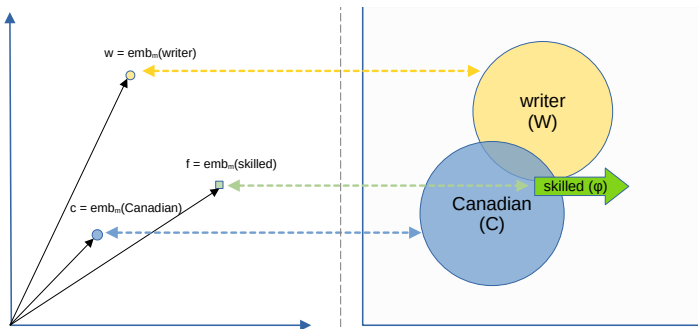 w = embₘ(writer)
f = embₘ(skilled)
c = embₘ(Canadian)
writer
(W)
skilled (φ)
Canadian
(C)